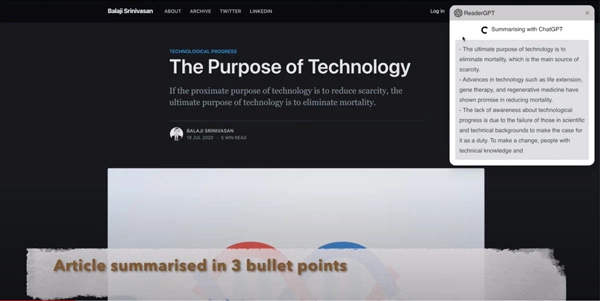 Balaji Srinivasan ABOUT ARCHIVE TWITTER LINKEDIN Log in
TECHNOLOGICAL PROGRESS
The Purpose of Technology
If the proximate purpose of technology is to reduce scarcity, the
ultimate purpose of technology is to eliminate mortality.
BALAJI SRINIVASAN
19 JUL 2020 • 5 MIN READ
ReaderGPT
Summarising with ChatGPT
- The ultimate purpose of technology is to
eliminate mortality, which is the main source of
scarcity.
- Advances in technology such as life extension,
gene therapy, and regenerative medicine have
shown promise in reducing mortality.
- The lack of awareness about technological
progress is due to the failure of those in scientific
and technical backgrounds to make the case for
it as a duty. To make a change, people with
technical knowledge and
Article summarised in 3 bullet points